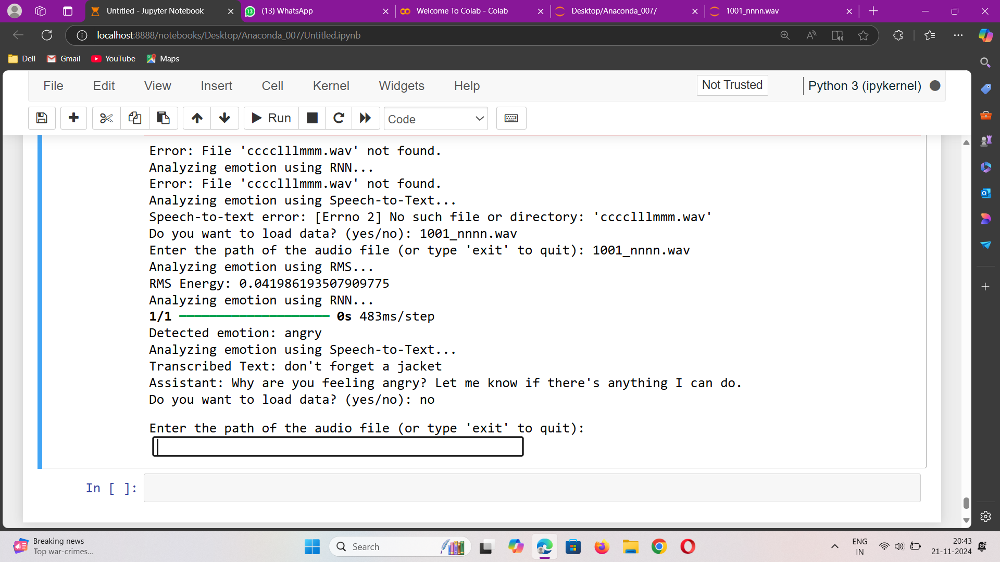 Untitled - Jupyter Notebook
(13) WhatsApp
Welcome To Colab - Colab
Desktop/Anaconda_007/
1001_nnnn.wav
localhost:8888/notebooks/Desktop/Anaconda_007/Untitled.ipynb
Dell
Gmail
YouTube
Maps
File Edit View Insert Cell Kernel Widgets Help
Not Trusted
Python 3 (ipykernel)
Run
Code
Error: File 'cccclllmmm.wav' not found.
Analyzing emotion using RNN...
Error: File 'cccclllmmm.wav' not found.
Analyzing emotion using Speech-to-Text...
Speech-to-text error: [Errno 2] No such file or directory: 'cccclllmmm.wav'
Do you want to load data? (yes/no): 1001_nnnn.wav
Enter the path of the audio file (or type 'exit' to quit): 1001_nnnn.wav
Analyzing emotion using RMS...
RMS Energy: 0.041986193507909775
Analyzing emotion using RNN...
1/1 ━━━━━━━━━━━━━━━━━━━━ 0s 483ms/step
Detected emotion: angry
Analyzing emotion using Speech-to-Text...
Transcribed Text: don't forget a jacket
Assistant: Why are you feeling angry? Let me know if there's anything I can do.
Do you want to load data? (yes/no): no
Enter the path of the audio file (or type 'exit' to quit):
In [ ]:
Breaking news
Top war-crimes...
Search
ENG
IN
20:43
21-11-2024